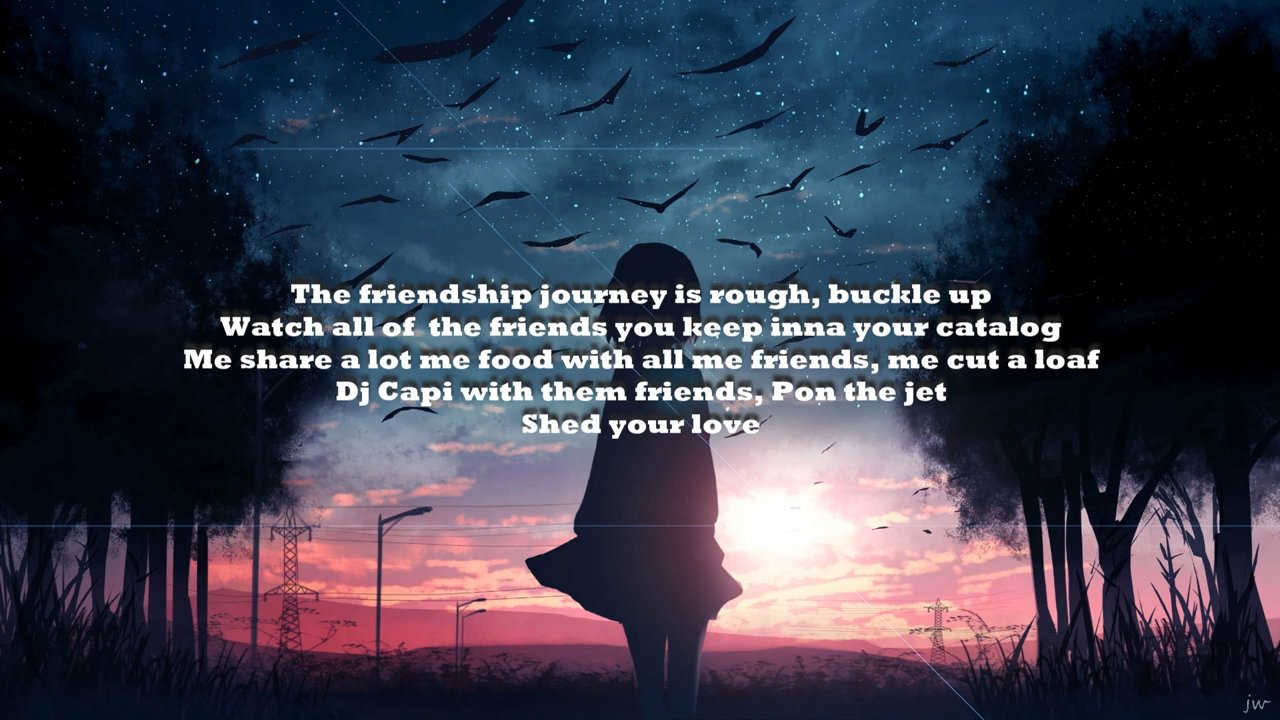 The friendship journey is rough, buckle up
Watch all of the friends you keep inna your catalog
Me share a lot me food with all me friends, me cut a loaf
Dj Capi with them friends, Pon the jet
Shed your love
jw